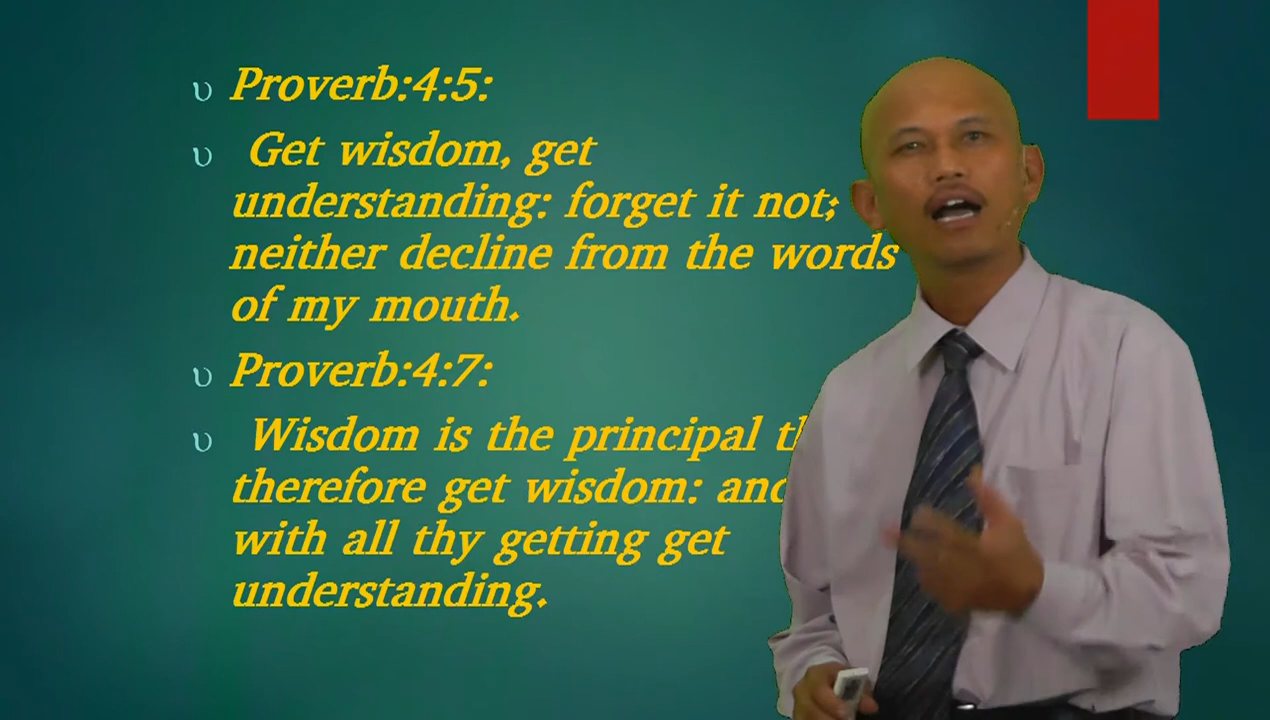 Proverb:4:5:
Get wisdom, get
understanding: forget it not;
neither decline from the words
of my mouth.
Proverb:4:7:
Wisdom is the principal
therefore get wisdom: and
with all thy getting get
understanding.